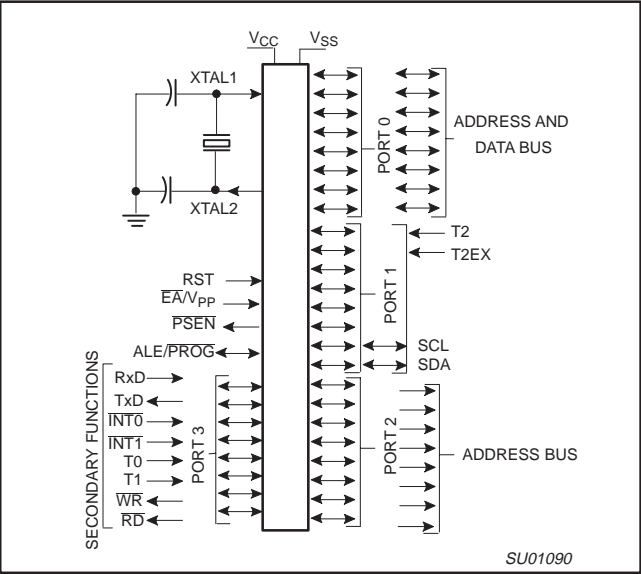 VCC VSS
XTAL1
XTAL2
PORT 0
ADDRESS AND
DATA BUS
T2
T2EX
PORT 1
SCL
SDA
RST
EA/VPP
PSEN
ALE/PROG
SECONDARY FUNCTIONS
RxD
TxD
INT0
INT1
T0
T1
WR
RD
PORT 3
PORT 2
ADDRESS BUS
SU01090